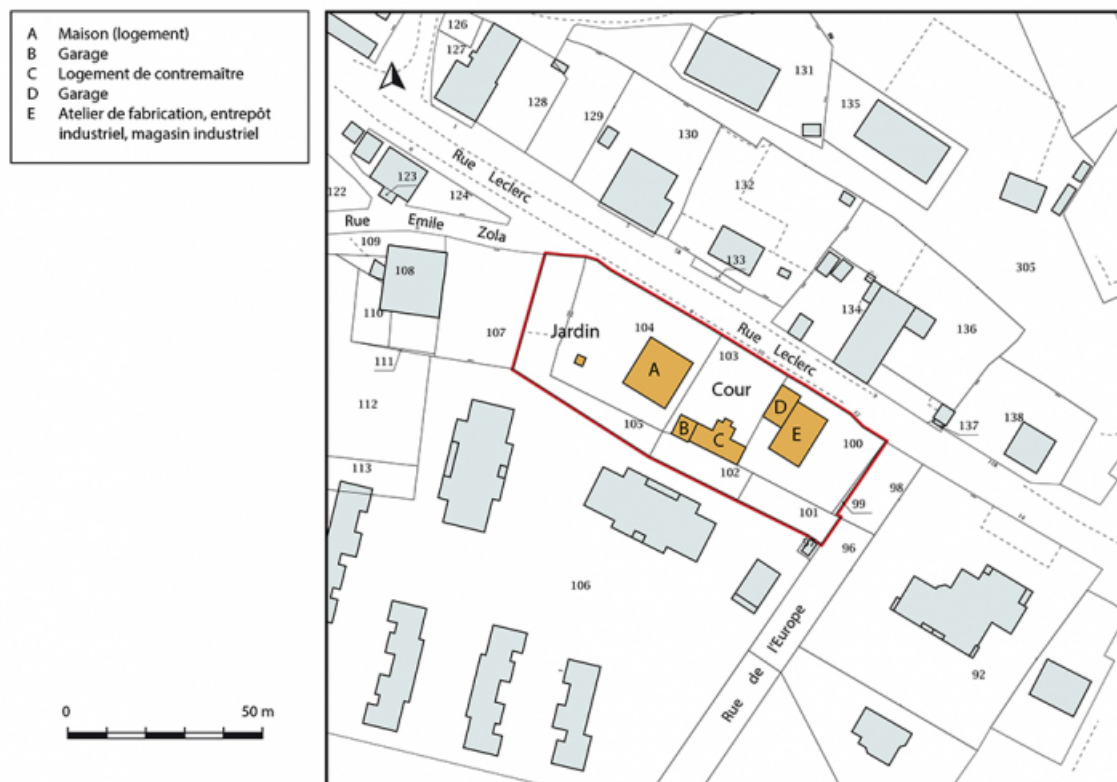 A Maison (logement)
B Garage
C Logement de contremaître
D Garage
E Atelier de fabrication, entrepôt
industriel, magasin industriel
0 50 m
126
127
128
129
130
131
135
132
133
134
136
305
137
138
123
122
124
Rue Leclerc
Rue Emile Zola
109
108
110
111
107
112
113
Jardin
104
A
103
Cour
Rue Leclerc
D
E
B
C
100
105
102
101
99
98
96
106
Rue de l'Europe
92